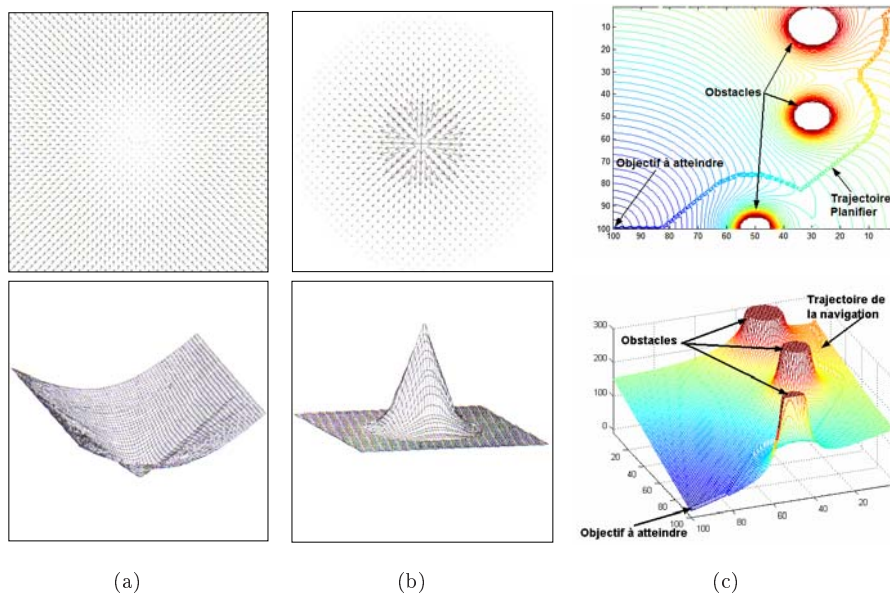 10
20
30
40
50
60
70
80
90
100
100 90 80 70 60 50 40 30 20 10
Obstacles
Objectif à atteindre
Trajectoire
Planifier
300
200
100
0
20
40
60
80
100
100 80 60 40 20
Trajectoire de
la navigation
Obstacles
Objectif à atteindre
(a) (b) (c)